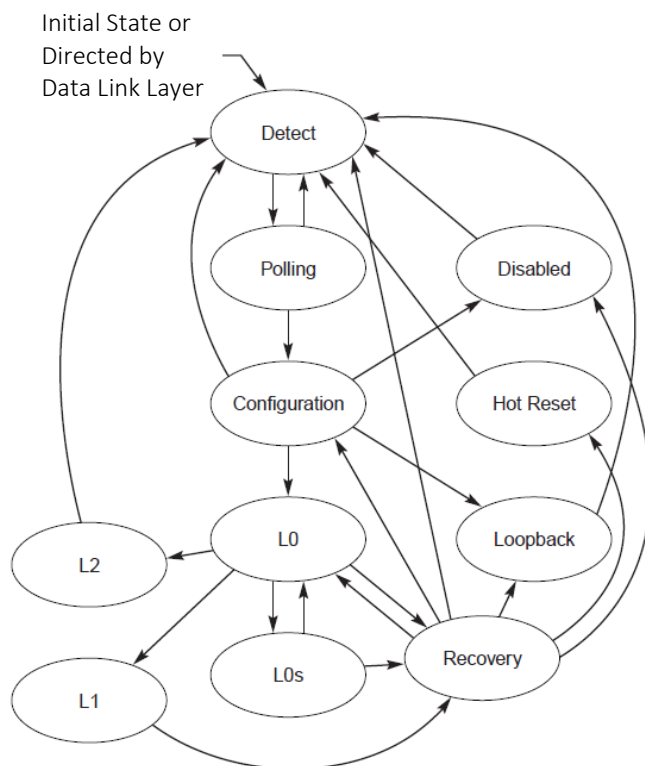 Initial State or
Directed by
Data Link Layer
Detect
Polling
Disabled
Configuration
Hot Reset
L0
Loopback
L2
L0s
Recovery
L1